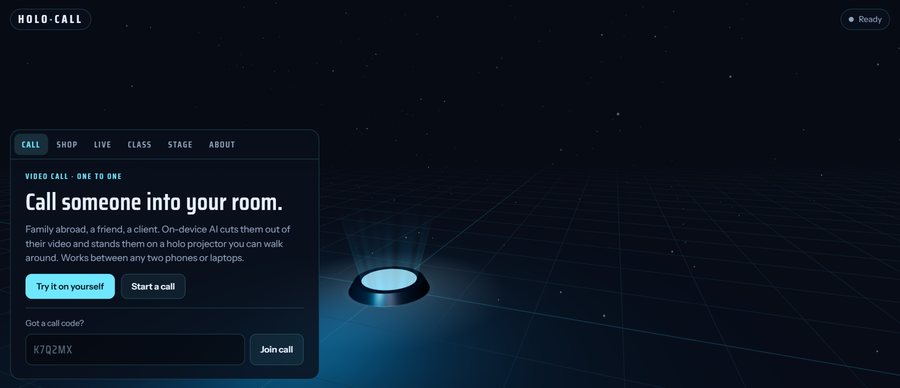 HOLO·CALL
Ready
CALL SHOP LIVE CLASS STAGE ABOUT
VIDEO CALL · ONE TO ONE
Call someone into your room.
Family abroad, a friend, a client. On-device AI cuts them out of
their video and stands them on a holo projector you can walk
around. Works between any two phones or laptops.
Try it on yourself Start a call
Got a call code?
K7Q2MX Join call